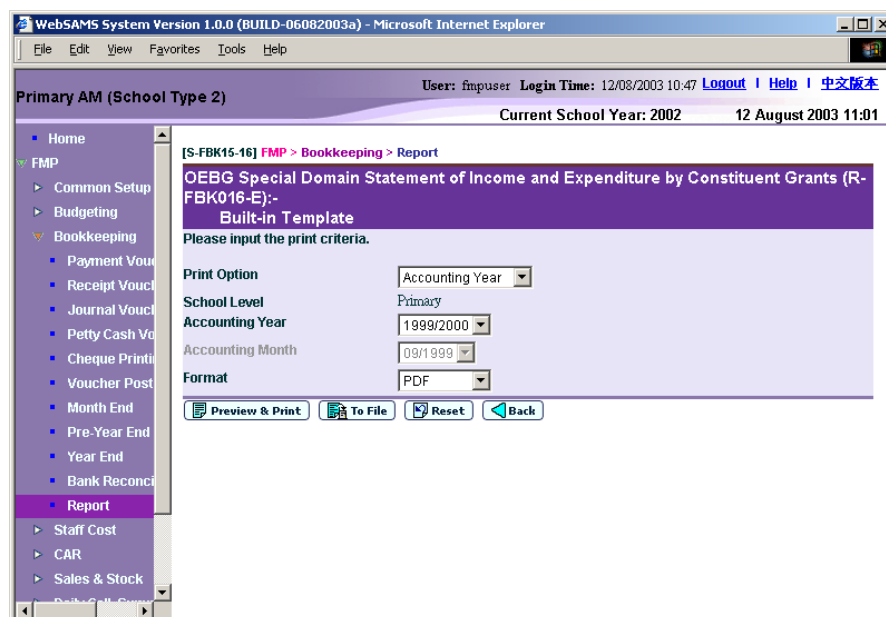 WebSAMS System Version 1.0.0 (BUILD-06082003a) - Microsoft Internet Explorer
File Edit View Favorites Tools Help
Primary AM (School Type 2)
User: fmpuser Login Time: 12/08/2003 10:47 Logout | Help | 中文版本
Current School Year: 2002 12 August 2003 11:01
Home
FMP
Common Setup
Budgeting
Bookkeeping
Payment Vou
Receipt Voucl
Journal Voucl
Petty Cash Vo
Cheque Printi
Voucher Post
Month End
Pre-Year End
Year End
Bank Reconci
Report
Staff Cost
CAR
Sales & Stock
[S-FBK15-16] FMP > Bookkeeping > Report
OEBG Special Domain Statement of Income and Expenditure by Constituent Grants (R-
FBK016-E):-
Built-in Template
Please input the print criteria.
Print Option Accounting Year
School Level Primary
Accounting Year 1999/2000
Accounting Month 09/1999
Format PDF
Preview & Print To File Reset Back